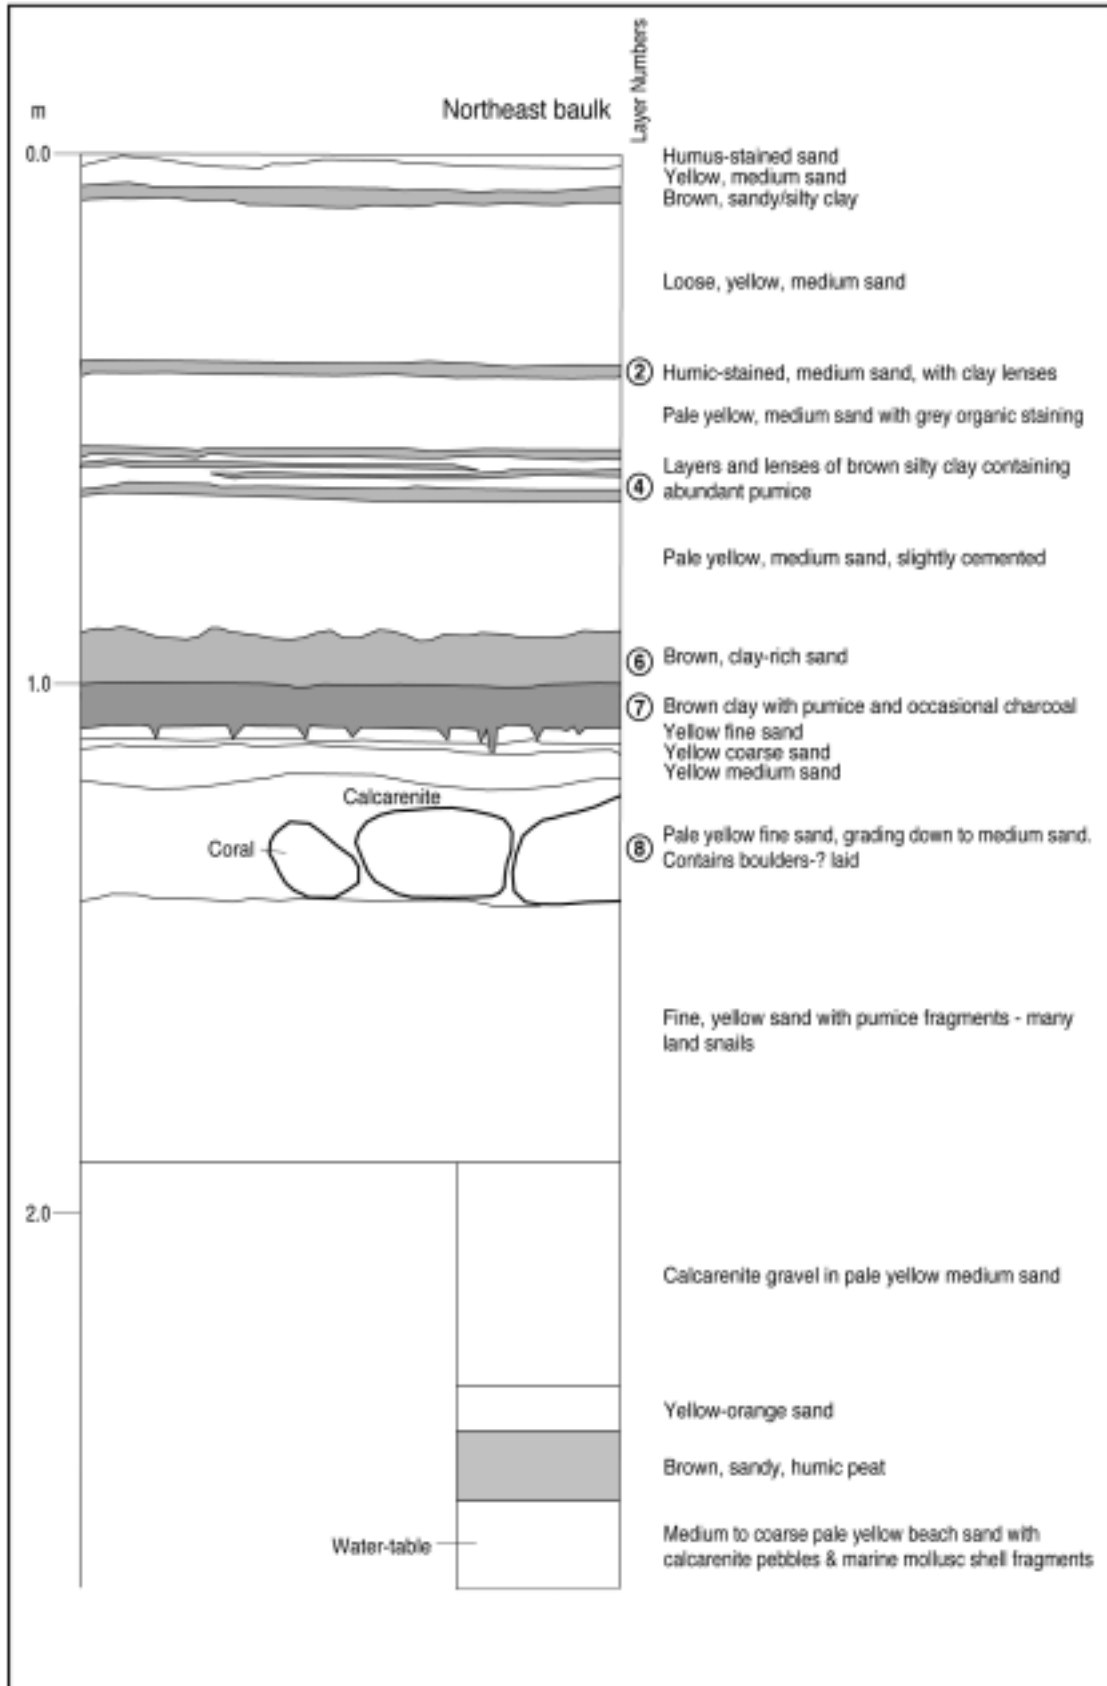 Layer Numbers
m
Northeast baulk
0.0
Humus-stained sand
Yellow, medium sand
Brown, sandy/silty clay
Loose, yellow, medium sand
2 Humic-stained, medium sand, with clay lenses
Pale yellow, medium sand with grey organic staining
Layers and lenses of brown silty clay containing
4 abundant pumice
Pale yellow, medium sand, slightly cemented
6 Brown, clay-rich sand
1.0
7 Brown clay with pumice and occasional charcoal
Yellow fine sand
Yellow coarse sand
Yellow medium sand
Calcarenite
Coral
8 Pale yellow fine sand, grading down to medium sand.
Contains boulders-? laid
Fine, yellow sand with pumice fragments - many
land snails
2.0
Calcarenite gravel in pale yellow medium sand
Yellow-orange sand
Brown, sandy, humic peat
Water-table
Medium to coarse pale yellow beach sand with
calcarenite pebbles & marine mollusc shell fragments